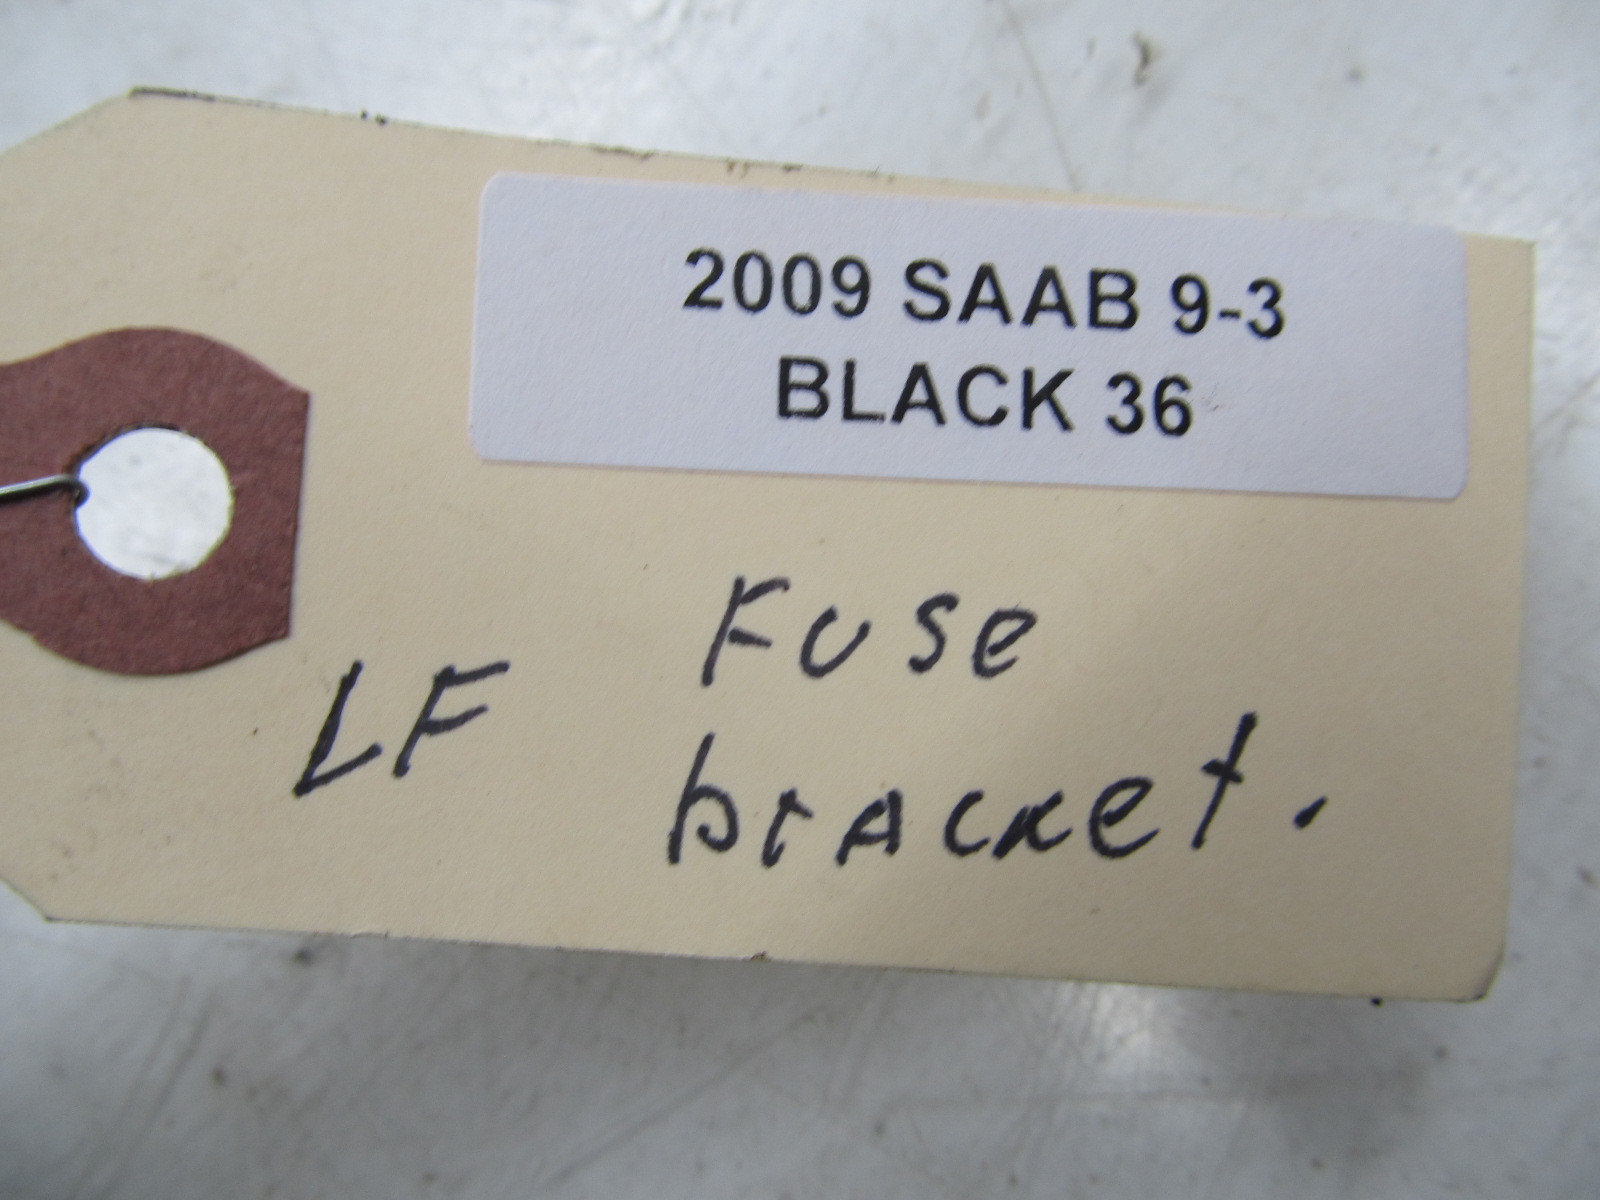 2009 SAAB 9-3
BLACK 36
LF Fuse
bracket.